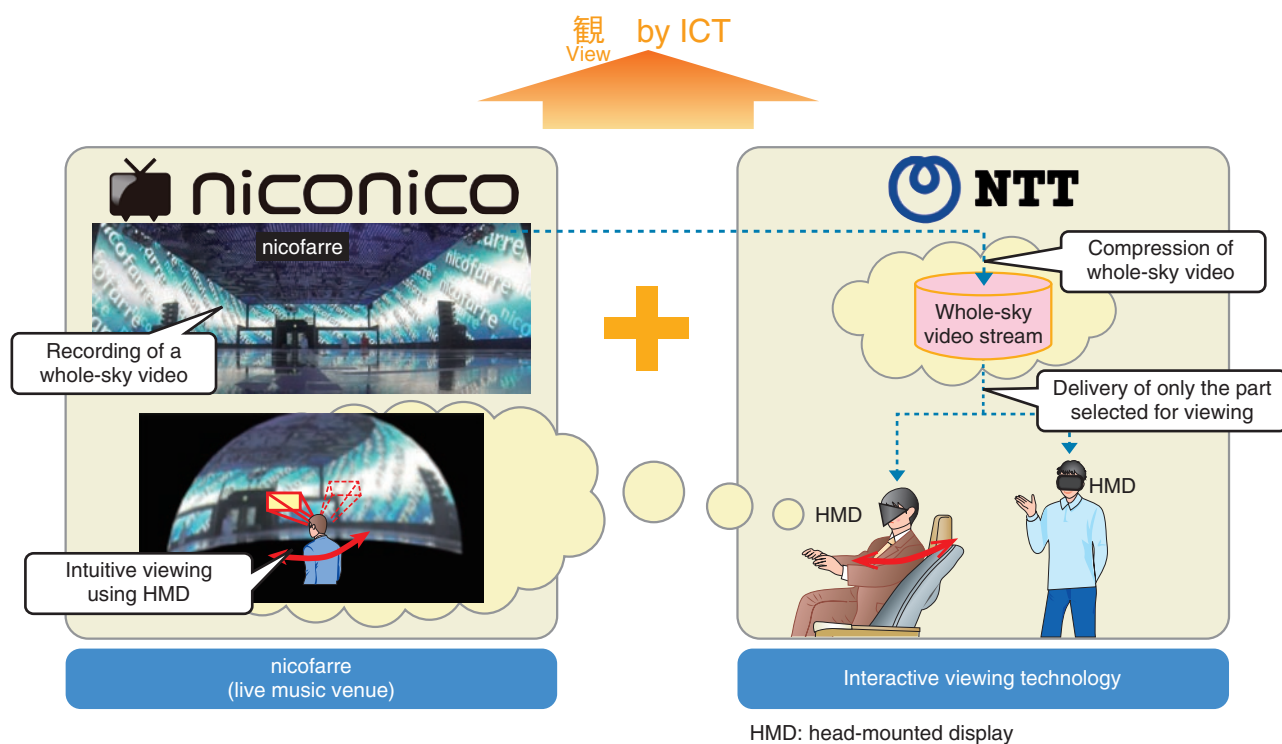 観 by ICT
View
niconico
nicofarre
nicofarre
nicofarre
Recording of a
whole-sky video
Intuitive viewing
using HMD
nicofarre
(live music venue)
NTT
Compression of
whole-sky video
Whole-sky
video stream
Delivery of only the part
selected for viewing
HMD
HMD
Interactive viewing technology
HMD: head-mounted display